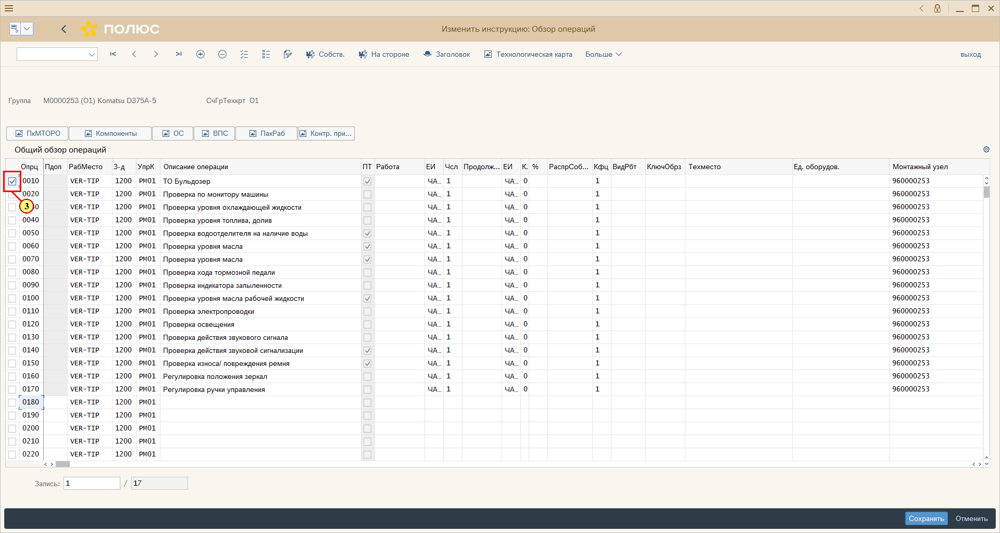 ПОЛЮС
Изменить инструкцию: Обзор операций
Собств. На стороне Заголовок Технологическая карта Больше выход
Группа M0000253 (O1) Komatsu D375A-5 СчГрТехкрт O1
ПкМТОРО Компоненты ОС ВПС ПакРаб Контр. при...
Общий обзор операций
Опрц Пдоп РабМесто З-д УпрК Описание операции ПТ Работа ЕИ Чсл Продолж... ЕИ К. % РаспрСоб... Кфц ВидРбт КлючОбрз Техместо Ед. оборудов. Монтажный узел
0010 VER-TIP 1200 PM01 ТО Бульдозер ЧА... 1 ЧА... 0 1 960000253
0020 VER-TIP 1200 PM01 Проверка по монитору машины ЧА... 1 ЧА... 0 1 960000253
3 0 VER-TIP 1200 PM01 Проверка уровня охлаждающей жидкости ЧА... 1 ЧА... 0 1 960000253
0040 VER-TIP 1200 PM01 Проверка уровня топлива, долив ЧА... 1 ЧА... 0 1 960000253
0050 VER-TIP 1200 PM01 Проверка водоотделителя на наличие воды ЧА... 1 ЧА... 0 1 960000253
0060 VER-TIP 1200 PM01 Проверка уровня масла ЧА... 1 ЧА... 0 1 960000253
0070 VER-TIP 1200 PM01 Проверка уровня масла ЧА... 1 ЧА... 0 1 960000253
0080 VER-TIP 1200 PM01 Проверка хода тормозной педали ЧА... 1 ЧА... 0 1 960000253
0090 VER-TIP 1200 PM01 Проверка индикатора запыленности ЧА... 1 ЧА... 0 1 960000253
0100 VER-TIP 1200 PM01 Проверка уровня масла рабочей жидкости ЧА... 1 ЧА... 0 1 960000253
0110 VER-TIP 1200 PM01 Проверка электропроводки ЧА... 1 ЧА... 0 1 960000253
0120 VER-TIP 1200 PM01 Проверка освещения ЧА... 1 ЧА... 0 1 960000253
0130 VER-TIP 1200 PM01 Проверка действия звукового сигнала ЧА... 1 ЧА... 0 1 960000253
0140 VER-TIP 1200 PM01 Проверка действия звуковой сигнализации ЧА... 1 ЧА... 0 1 960000253
0150 VER-TIP 1200 PM01 Проверка износа/ повреждения ремня ЧА... 1 ЧА... 0 1 960000253
0160 VER-TIP 1200 PM01 Регулировка положения зеркал ЧА... 1 ЧА... 0 1 960000253
0170 VER-TIP 1200 PM01 Регулировка ручки управления ЧА... 1 ЧА... 0 1 960000253
0180 VER-TIP 1200 PM01
0190 VER-TIP 1200 PM01
0200 VER-TIP 1200 PM01
0210 VER-TIP 1200 PM01
0220 VER-TIP 1200 PM01
Запись: 1 / 17
Сохранить Отменить